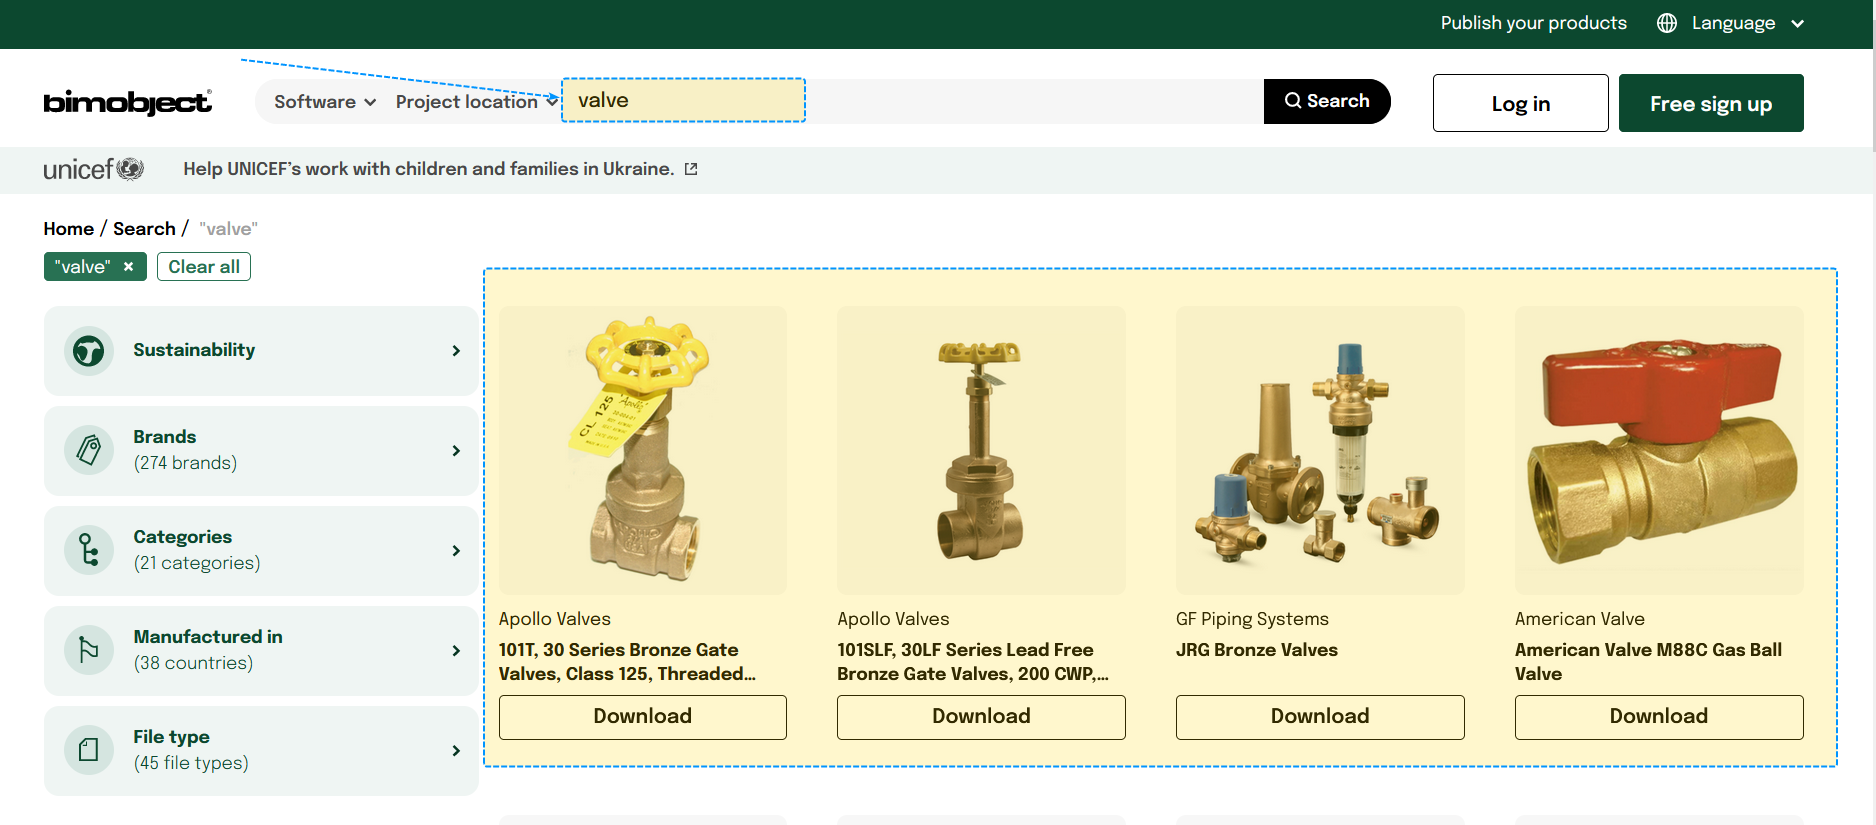 Publish your products
Language
bimobject®
Software
Project location
valve
Search
Log in
Free sign up
unicef
Help UNICEF’s work with children and families in Ukraine.
Home / Search / "valve"
"valve" ×
Clear all
Sustainability
Brands
(274 brands)
Categories
(21 categories)
Manufactured in
(38 countries)
File type
(45 file types)
CL 125
Apollo
Apollo Valves
101T, 30 Series Bronze Gate
Valves, Class 125, Threaded...
Download
Apollo Valves
101SLF, 30LF Series Lead Free
Bronze Gate Valves, 200 CWP,...
Download
GF Piping Systems
JRG Bronze Valves
Download
American Valve
American Valve M88C Gas Ball
Valve
Download